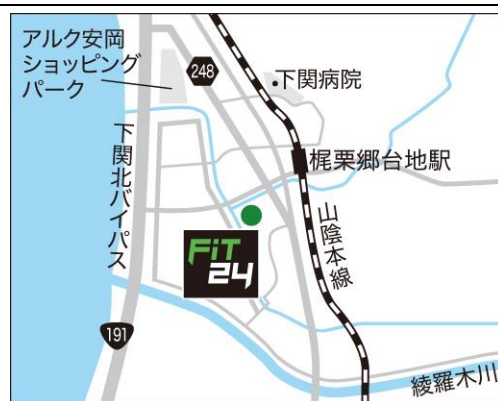 アルク安岡
ショッピング
パーク
248
下関病院
下関北バイパス
梶栗郷台地駅
山陰本線
FiT
24
191
綾羅木川